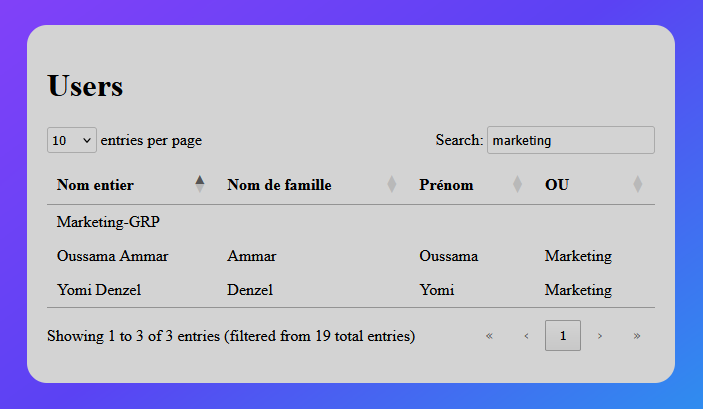 Users
10 entries per page Search: marketing
Nom entier Nom de famille Prénom OU
Marketing-GRP
Oussama Ammar Ammar Oussama Marketing
Yomi Denzel Denzel Yomi Marketing
Showing 1 to 3 of 3 entries (filtered from 19 total entries) « ‹ 1 › »